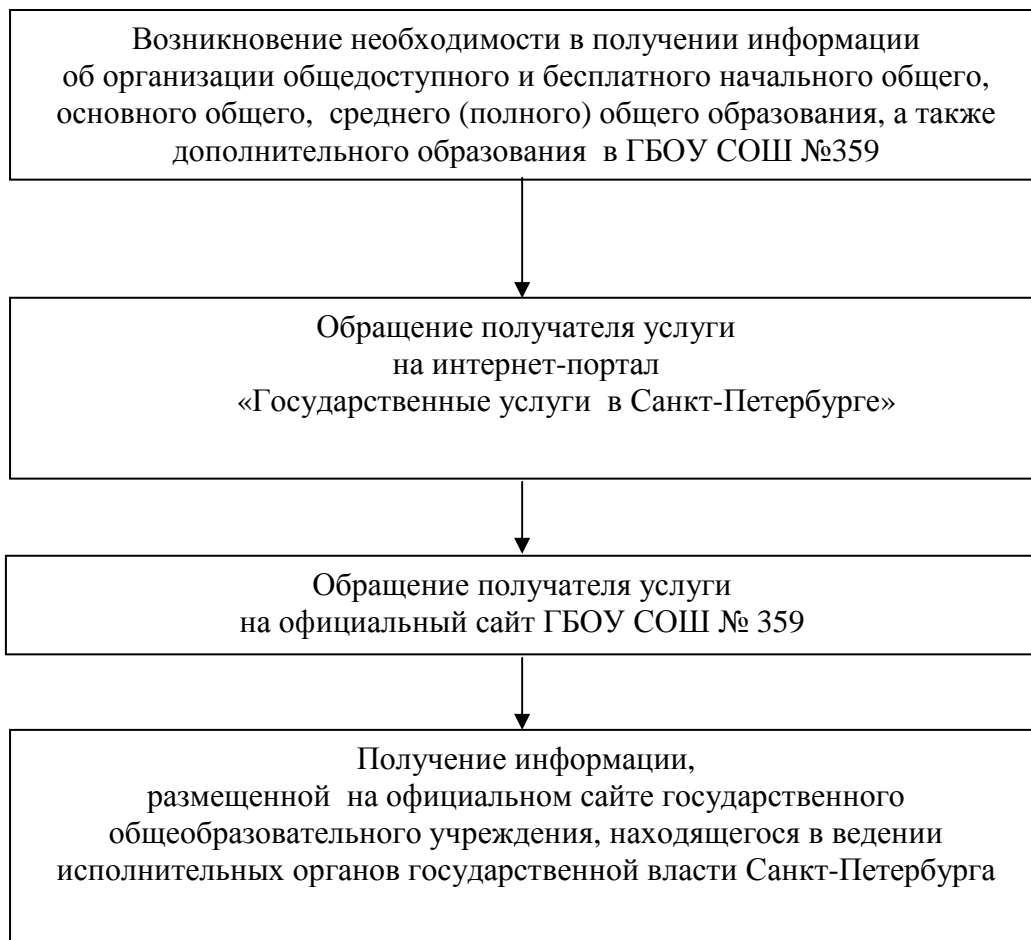 Возникновение необходимости в получении информации
об организации общедоступного и бесплатного начального общего,
основного общего, среднего (полного) общего образования, а также
дополнительного образования в ГБОУ СОШ №359
Обращение получателя услуги
на интернет-портал
«Государственные услуги в Санкт-Петербурге»
Обращение получателя услуги
на официальный сайт ГБОУ СОШ № 359
Получение информации,
размещенной на официальном сайте государственного
общеобразовательного учреждения, находящегося в ведении
исполнительных органов государственной власти Санкт-Петербурга